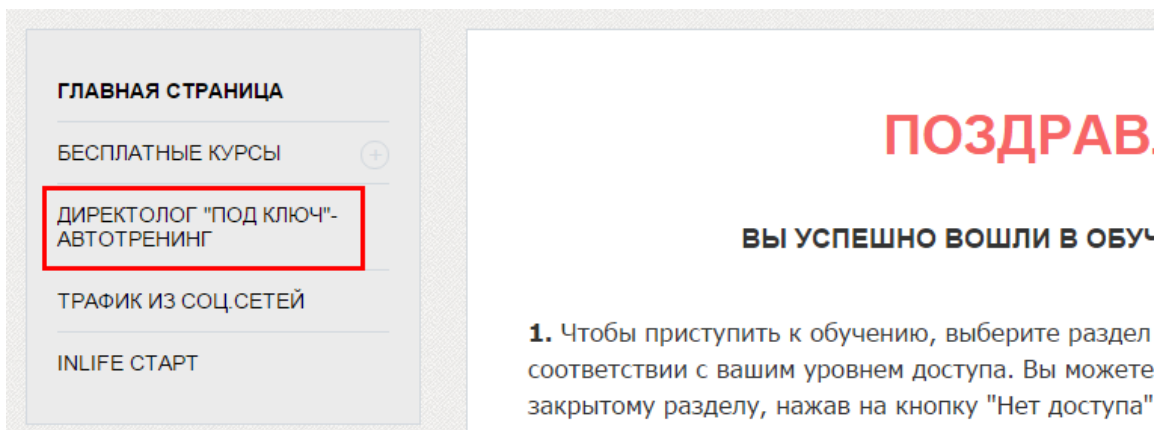 ГЛАВНАЯ СТРАНИЦА
БЕСПЛАТНЫЕ КУРСЫ
ДИРЕКТОЛОГ "ПОД КЛЮЧ"-
АВТОТРЕНИНГ
ТРАФИК ИЗ СОЦ.СЕТЕЙ
INLIFE СТАРТ
ПОЗДРАВ
ВЫ УСПЕШНО ВОШЛИ В ОБУЧ
1. Чтобы приступить к обучению, выберите раздел
соответствии с вашим уровнем доступа. Вы можете
закрытому разделу, нажав на кнопку "Нет доступа"